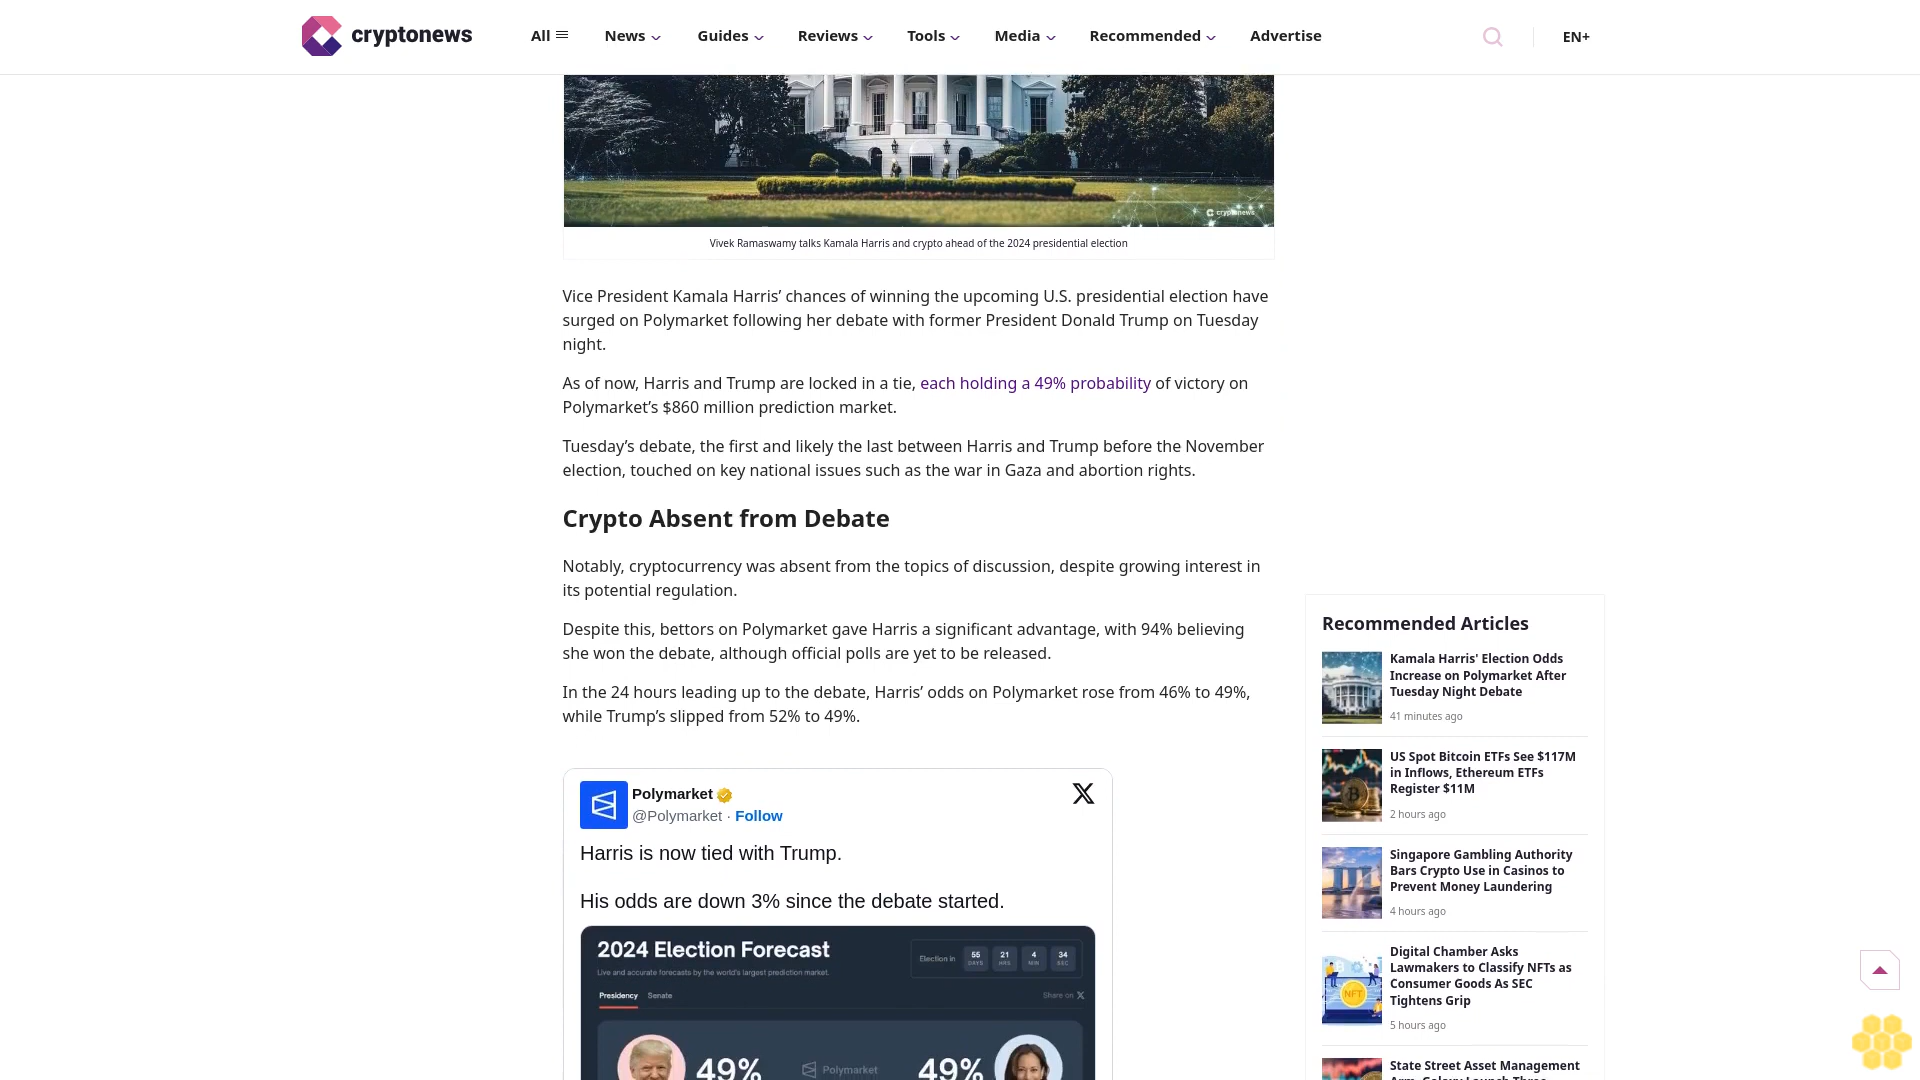 cryptonews
All
News
Guides
Reviews
Tools
Media
Recommended
Advertise
EN+
cryptonews
Vivek Ramaswamy talks Kamala Harris and crypto ahead of the 2024 presidential election
Vice President Kamala Harris’ chances of winning the upcoming U.S. presidential election have
surged on Polymarket following her debate with former President Donald Trump on Tuesday
night.
As of now, Harris and Trump are locked in a tie, each holding a 49% probability of victory on
Polymarket’s $860 million prediction market.
Tuesday’s debate, the first and likely the last between Harris and Trump before the November
election, touched on key national issues such as the war in Gaza and abortion rights.
Crypto Absent from Debate
Notably, cryptocurrency was absent from the topics of discussion, despite growing interest in
its potential regulation.
Despite this, bettors on Polymarket gave Harris a significant advantage, with 94% believing
she won the debate, although official polls are yet to be released.
In the 24 hours leading up to the debate, Harris’ odds on Polymarket rose from 46% to 49%,
while Trump’s slipped from 52% to 49%.
Polymarket
@Polymarket · Follow
Harris is now tied with Trump.
His odds are down 3% since the debate started.
2024 Election Forecast
Live and accurate forecasts by the world's largest prediction market.
Election in
55 DAYS
21 HRS
4 MIN
34 SEC
Presidency
Senate
Share on X
49%
Polymarket
49%
Recommended Articles
Kamala Harris' Election Odds
Increase on Polymarket After
Tuesday Night Debate
41 minutes ago
US Spot Bitcoin ETFs See $117M
in Inflows, Ethereum ETFs
Register $11M
2 hours ago
Singapore Gambling Authority
Bars Crypto Use in Casinos to
Prevent Money Laundering
4 hours ago
NFT
Digital Chamber Asks
Lawmakers to Classify NFTs as
Consumer Goods As SEC
Tightens Grip
5 hours ago
State Street Asset Management
Arm, Galaxy Launch Three